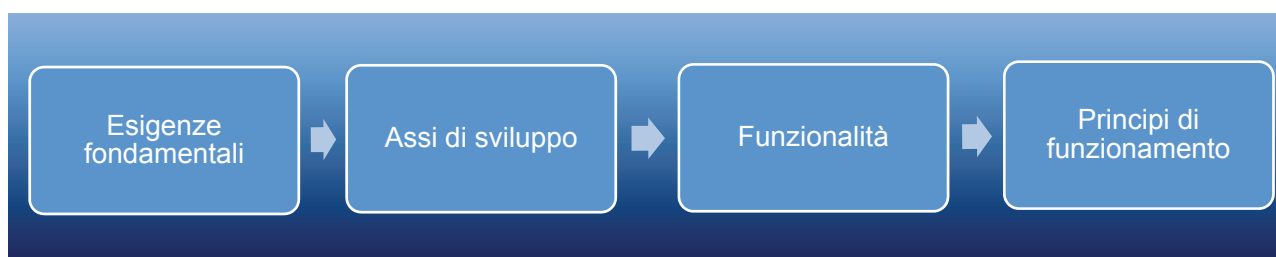 Esigenze
fondamentali
Assi di sviluppo
Funzionalità
Principi di
funzionamento